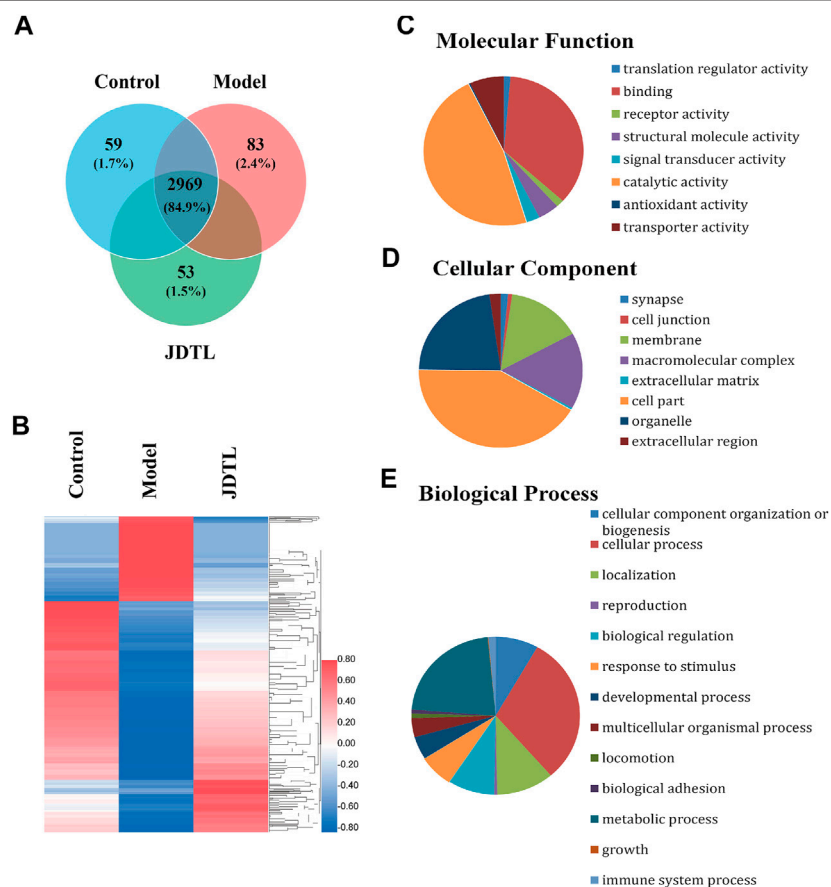 A
Control
Model
59
(1.7%)
83
(2.4%)
2969
(84.9%)
53
(1.5%)
JDTL
B
Control
Model
JDTL
0.80
0.60
0.40
0.20
0.00
-0.20
-0.40
-0.60
-0.80
C
Molecular Function
translation regulator activity
binding
receptor activity
structural molecule activity
signal transducer activity
catalytic activity
antioxidant activity
transporter activity
D
Cellular Component
synapse
cell junction
membrane
macromolecular complex
extracellular matrix
cell part
organelle
extracellular region
E
Biological Process
cellular component organization or
biogenesis
cellular process
localization
reproduction
biological regulation
response to stimulus
developmental process
multicellular organismal process
locomotion
biological adhesion
metabolic process
growth
immune system process